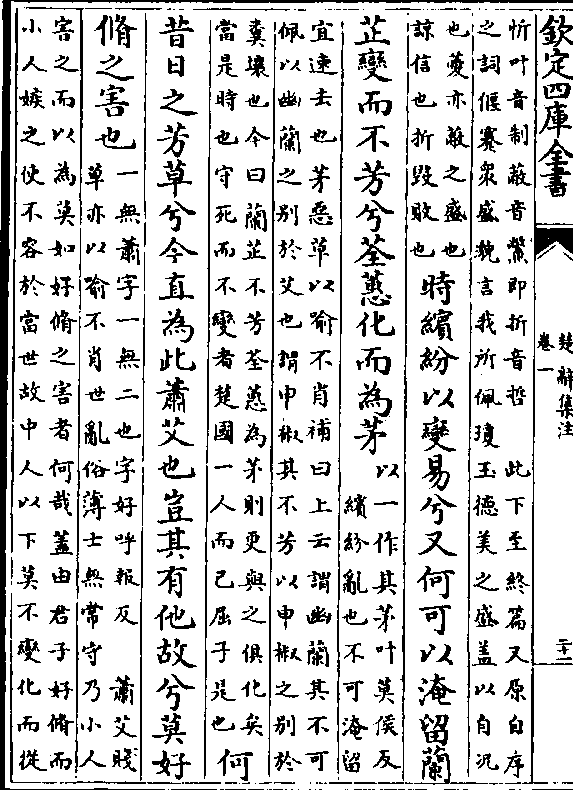 欽定四庫全書
楚辭集注
卷一
二十一
忻叶音制蔽音鷩即折音哲　此下至終篇又原自序
之詞偃蹇衆盛貌言我所佩瓊玉德美之盛蓋以自況
也薆亦蔽之盛也
諒信也折毀敗也
時繽紛以變易兮又何可以淹留蘭
芷變而不芳兮荃蕙化而為茅
以一作其茅叶莫侯反
繽紛亂也不可淹留
宜速去也茅惡草以喻不肖補曰上云謂幽蘭其不可
佩以幽蘭之别於艾也謂申椒其不芳以申椒之别於
糞壤也今曰蘭芷不芳荃蕙為茅則更與之俱化矣
當是時也守死而不變者楚國一人而已屈子是也
何
昔日之芳草兮今直為此蕭艾也豈其有他故兮莫好
脩之害也
一無蕭字一無二也字好呼報反　蕭艾賤
草亦以喻不肖世亂俗薄士無常守乃小人
害之而以為莫如好脩之害者何哉蓋由君子好脩而
小人嫉之使不容於當世故中人以下莫不變化而從